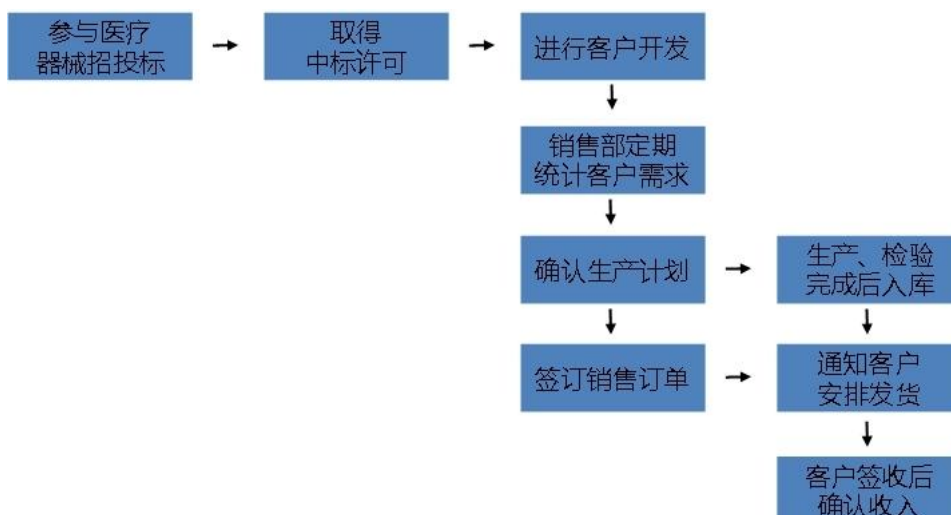 参与医疗
器械招投标
取得
中标许可
进行客户开发
销售部定期
统计客户需求
确认生产计划
生产、检验
完成后入库
签订销售订单
通知客户
安排发货
客户签收后
确认收入